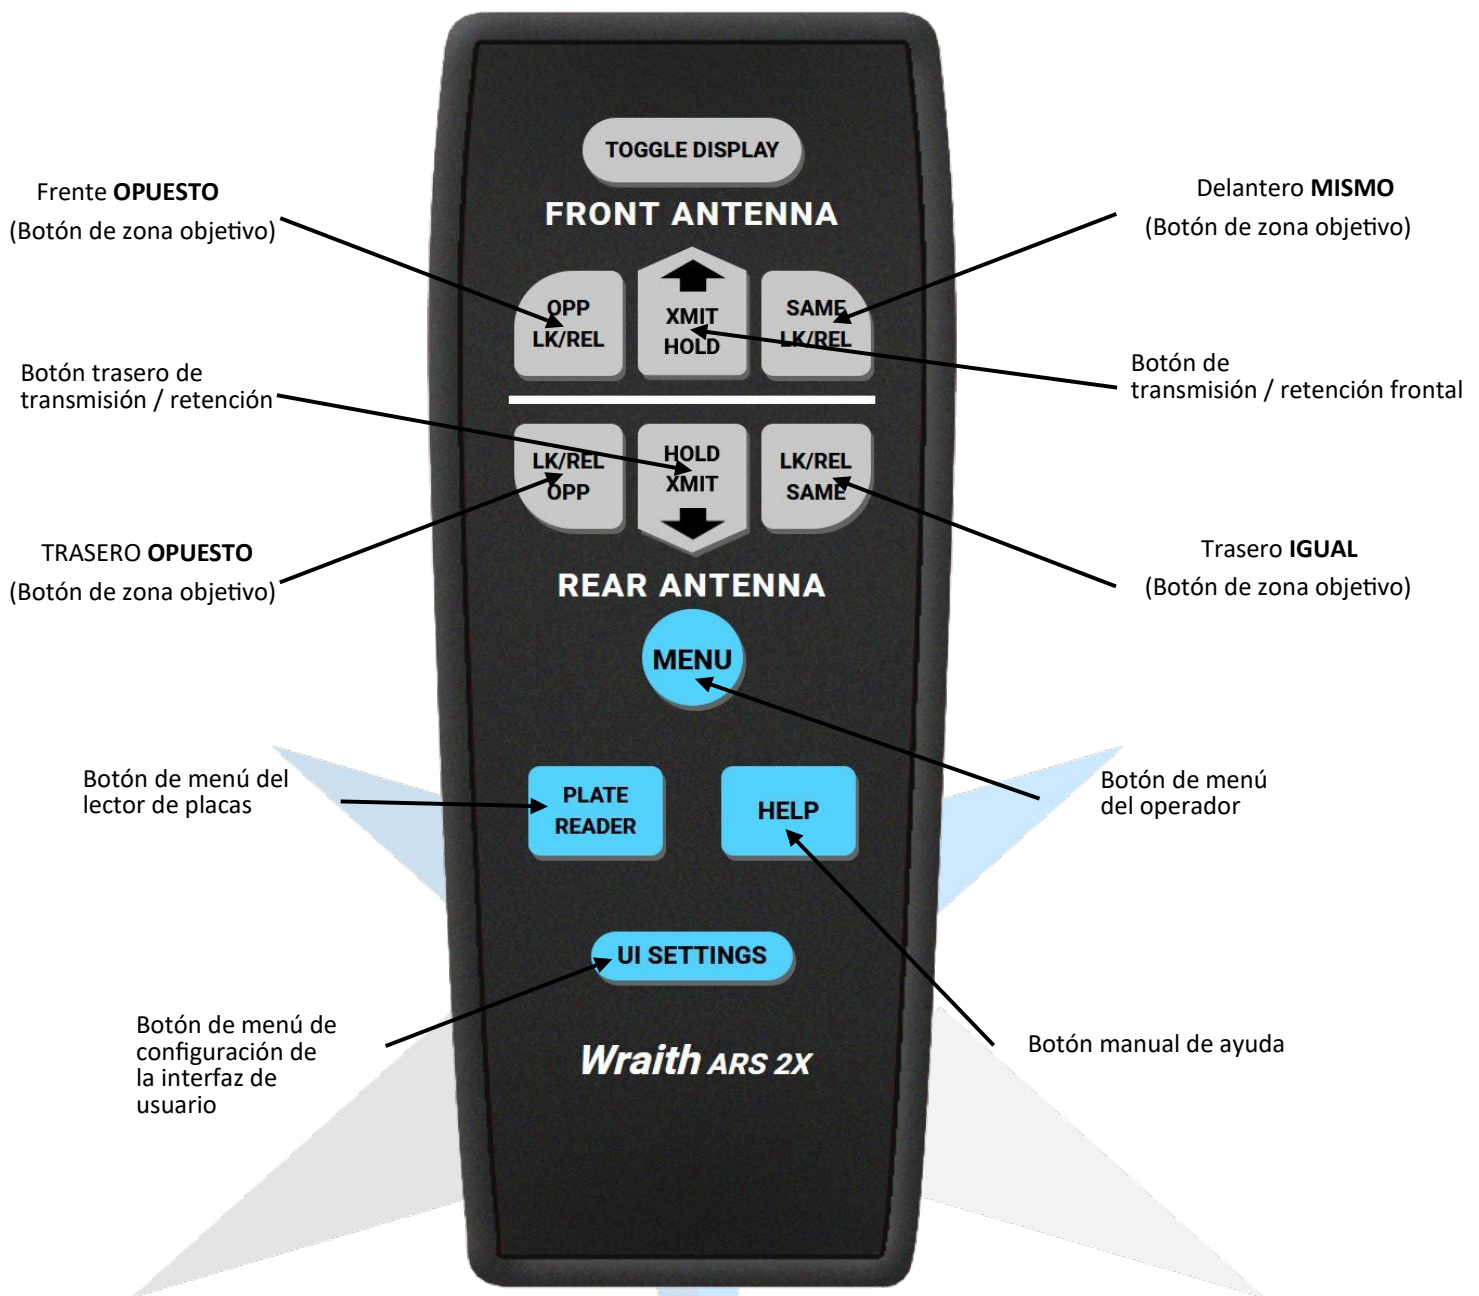 TOGGLE DISPLAY
FRONT ANTENNA
Frente OPUESTO
(Botón de zona objetivo)
Delantero MISMO
(Botón de zona objetivo)
OPP
LK/REL
XMIT
HOLD
SAME
LK/REL
Botón trasero de
transmisión / retención
Botón de
transmisión / retención frontal
LK/REL
OPP
HOLD
XMIT
LK/REL
SAME
TRASERO OPUESTO
(Botón de zona objetivo)
Trasero IGUAL
(Botón de zona objetivo)
REAR ANTENNA
MENU
Botón de menú del
lector de placas
PLATE
READER
HELP
Botón de menú
del operador
UI SETTINGS
Botón de menú de
configuración de
la interfaz de
usuario
Wraith ARS 2X
Botón manual de ayuda